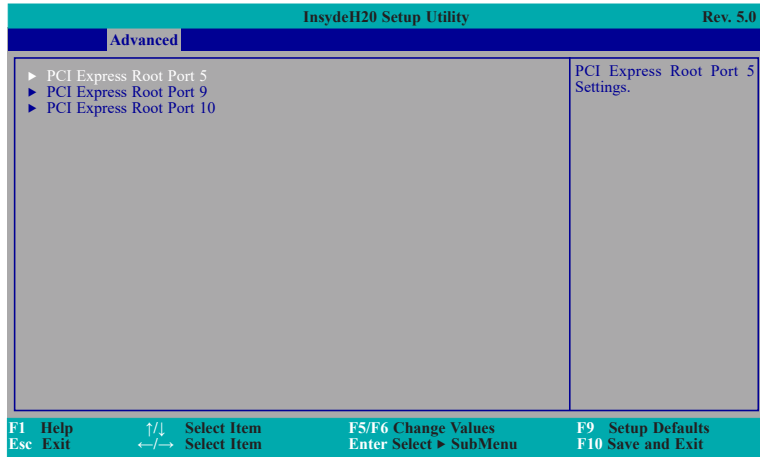 InsydeH20 Setup Utility Rev. 5.0
Advanced
► PCI Express Root Port 5
► PCI Express Root Port 9
► PCI Express Root Port 10
PCI Express Root Port 5
Settings.
F1 Help ↑/↓ Select Item F5/F6 Change Values F9 Setup Defaults
Esc Exit ←/→ Select Item Enter Select ► SubMenu F10 Save and Exit